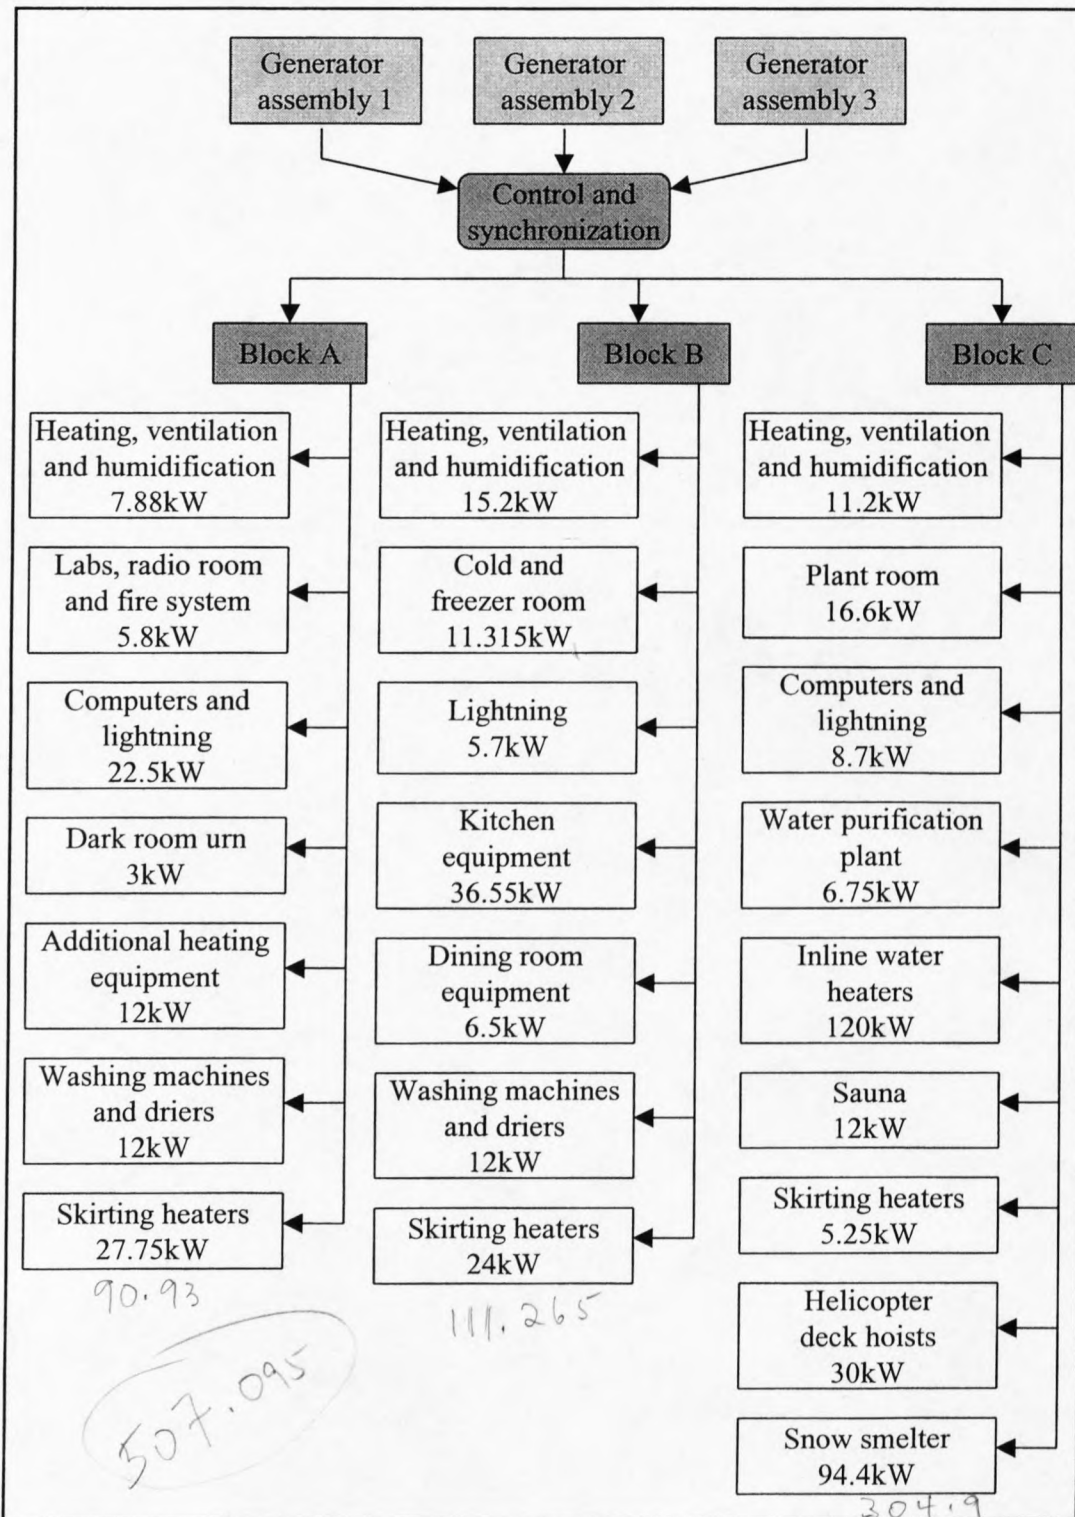 Generator
assembly 1
Generator
assembly 2
Generator
assembly 3
Control and
synchronization
Block A
Block B
Block C
Heating, ventilation
and humidification
7.88kW
Labs, radio room
and fire system
5.8kW
Computers and
lightning
22.5kW
Dark room urn
3kW
Additional heating
equipment
12kW
Washing machines
and driers
12kW
Skirting heaters
27.75kW
90.93
Heating, ventilation
and humidification
15.2kW
Cold and
freezer room
11.315kW
Lightning
5.7kW
Kitchen
equipment
36.55kW
Dining room
equipment
6.5kW
Washing machines
and driers
12kW
Skirting heaters
24kW
111.265
Heating, ventilation
and humidification
11.2kW
Plant room
16.6kW
Computers and
lightning
8.7kW
Water purification
plant
6.75kW
Inline water
heaters
120kW
Sauna
12kW
Skirting heaters
5.25kW
Helicopter
deck hoists
30kW
Snow smelter
94.4kW
304.9
507.095